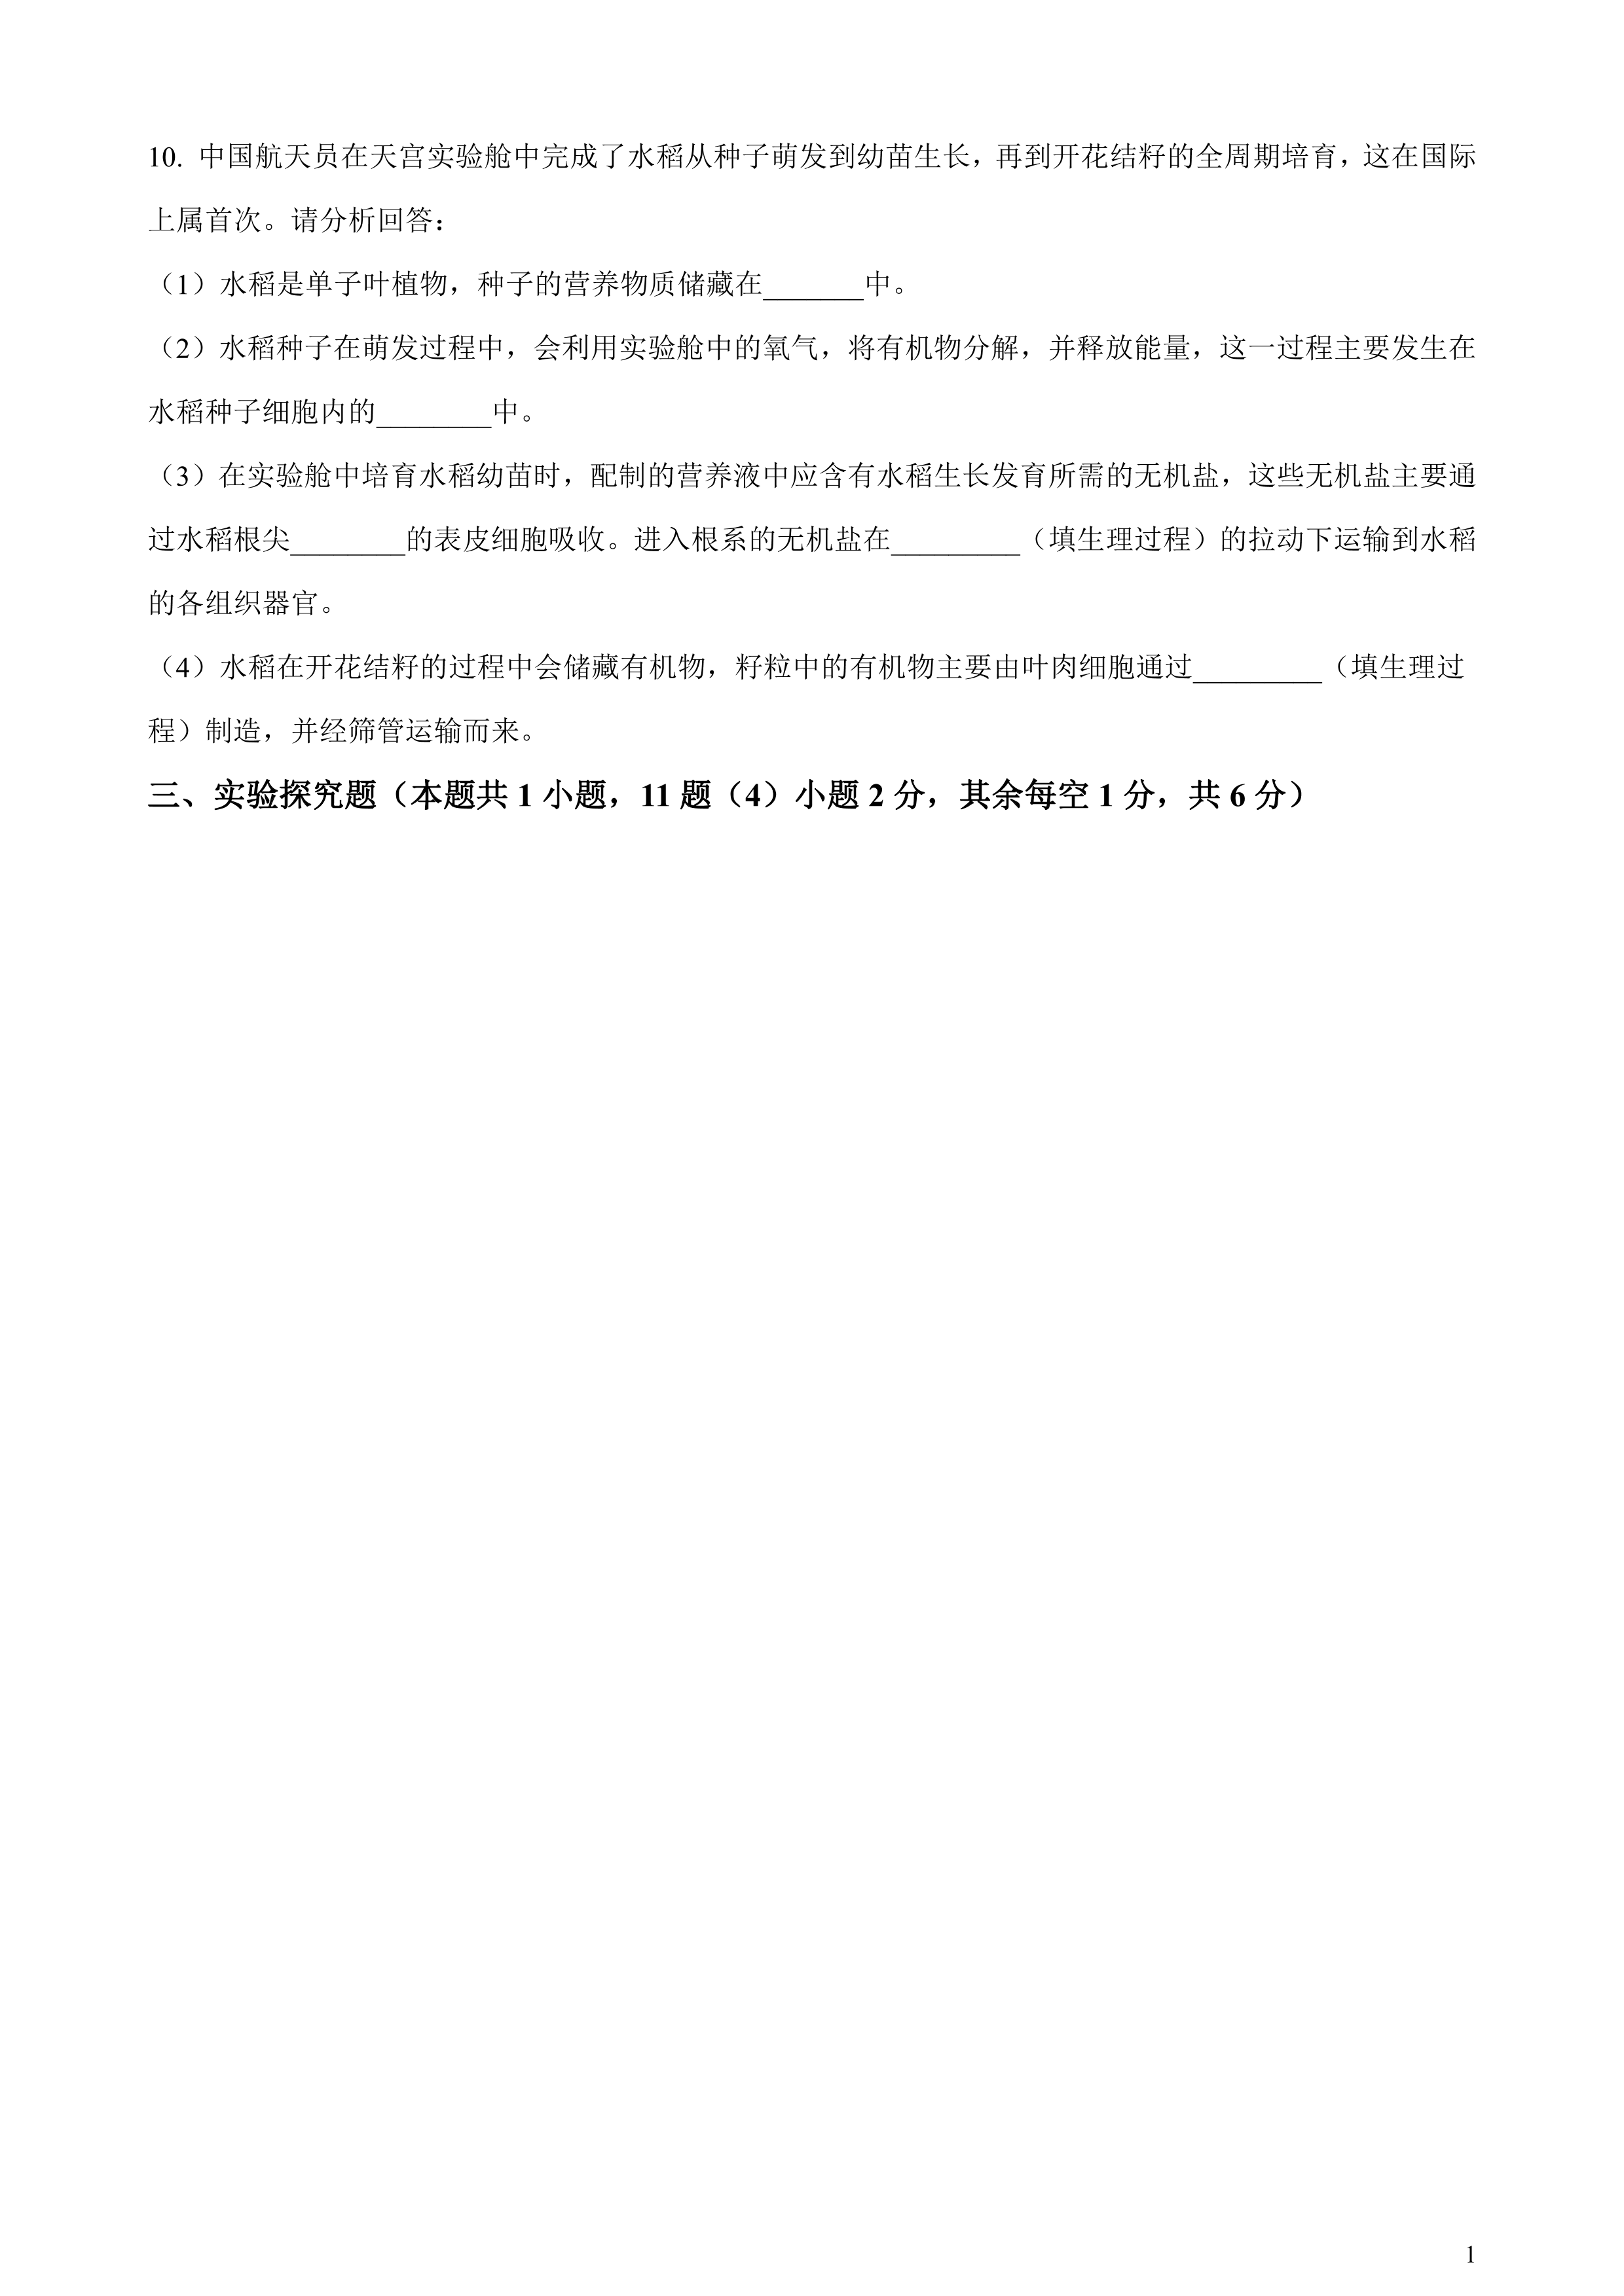 10. 中国航天员在天宫实验舱中完成了水稻从种子萌发到幼苗生长，再到开花结籽的全周期培育，这在国际
上属首次。请分析回答：
（1）水稻是单子叶植物，种子的营养物质储藏在_______中。
（2）水稻种子在萌发过程中，会利用实验舱中的氧气，将有机物分解，并释放能量，这一过程主要发生在
水稻种子细胞内的________中。
（3）在实验舱中培育水稻幼苗时，配制的营养液中应含有水稻生长发育所需的无机盐，这些无机盐主要通
过水稻根尖________的表皮细胞吸收。进入根系的无机盐在_________（填生理过程）的拉动下运输到水稻
的各组织器官。
（4）水稻在开花结籽的过程中会储藏有机物，籽粒中的有机物主要由叶肉细胞通过_________（填生理过
程）制造，并经筛管运输而来。
三、实验探究题（本题共 1 小题，11 题（4）小题 2 分，其余每空 1 分，共 6 分）
1